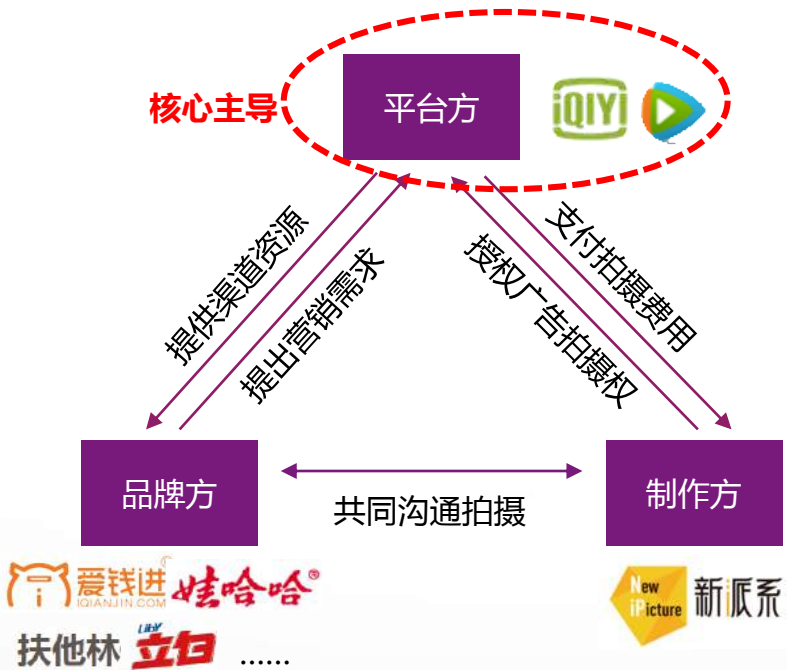 核心主导
平台方
iQIYI
提供渠道资源
提出营销需求
授权广告拍摄权
支付拍摄费用
品牌方
共同沟通拍摄
制作方
爱钱进
IQIANJIN.COM
娃哈哈®
New
iPicture
新派系
扶他林
Liby
立白
......